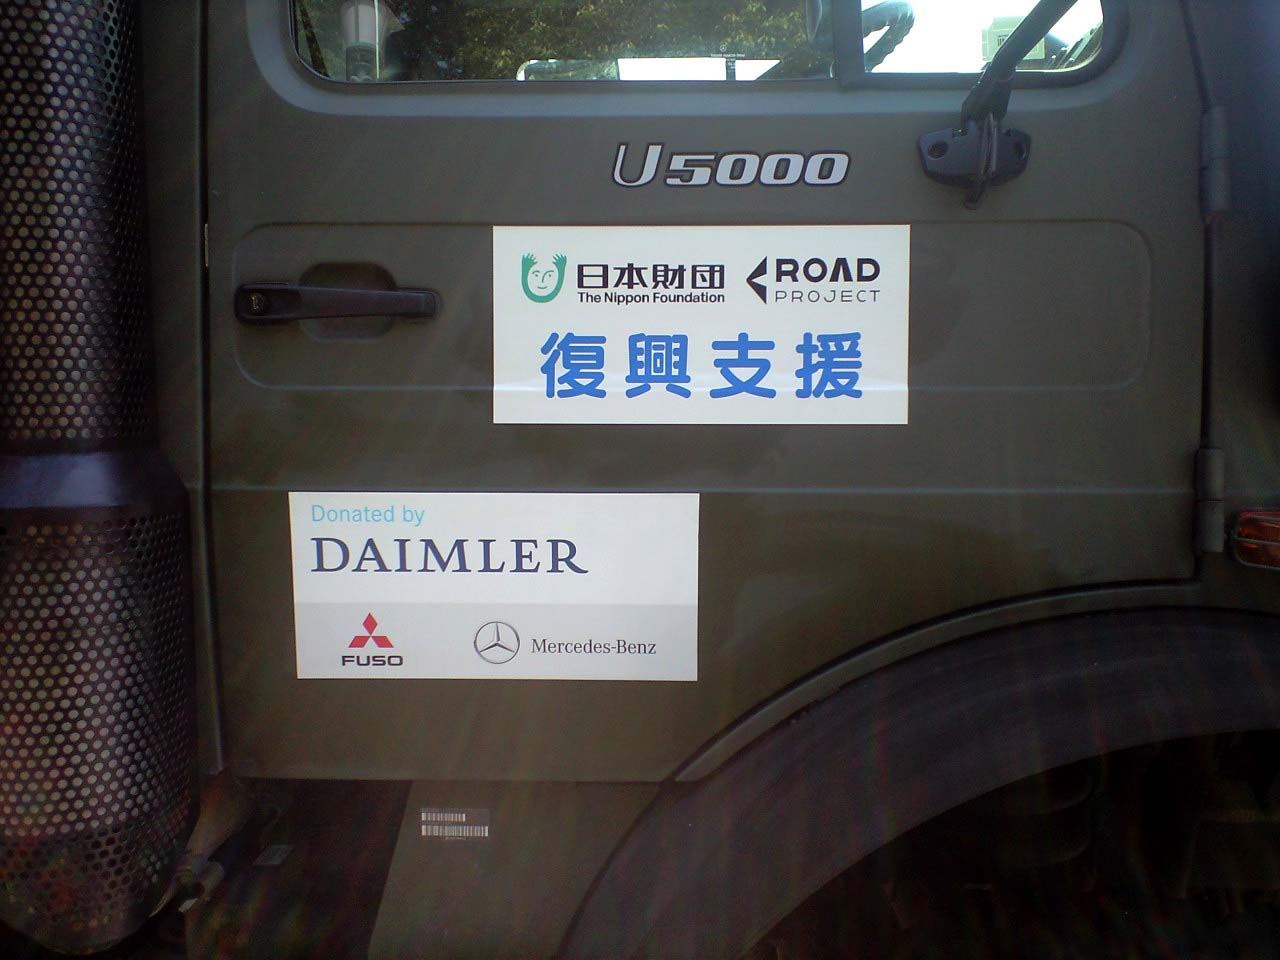 U5000
日本財団
The Nippon Foundation
ROAD
PROJECT
復興支援
Donated by
DAIMLER
FUSO
Mercedes-Benz